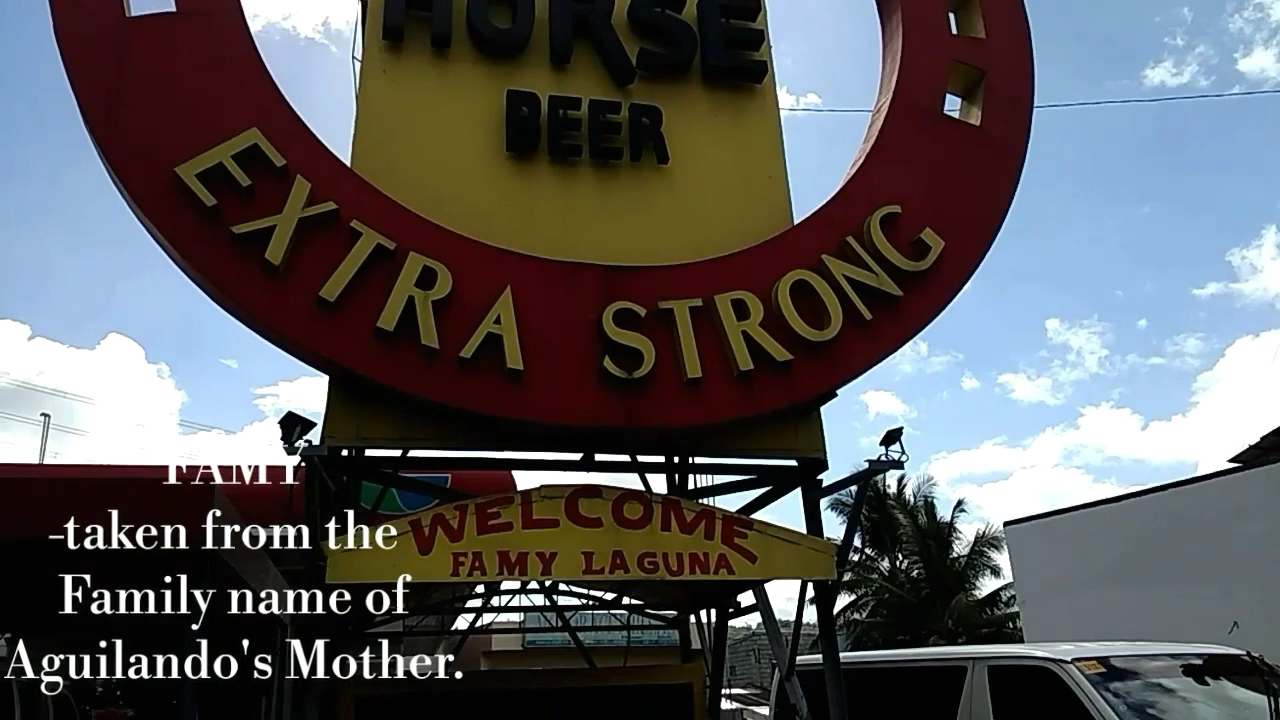 HORSE
BEER
EXTRA STRONG
WELCOME
FAMY LAGUNA
FAMY
-taken from the
Family name of
Aguilando's Mother.